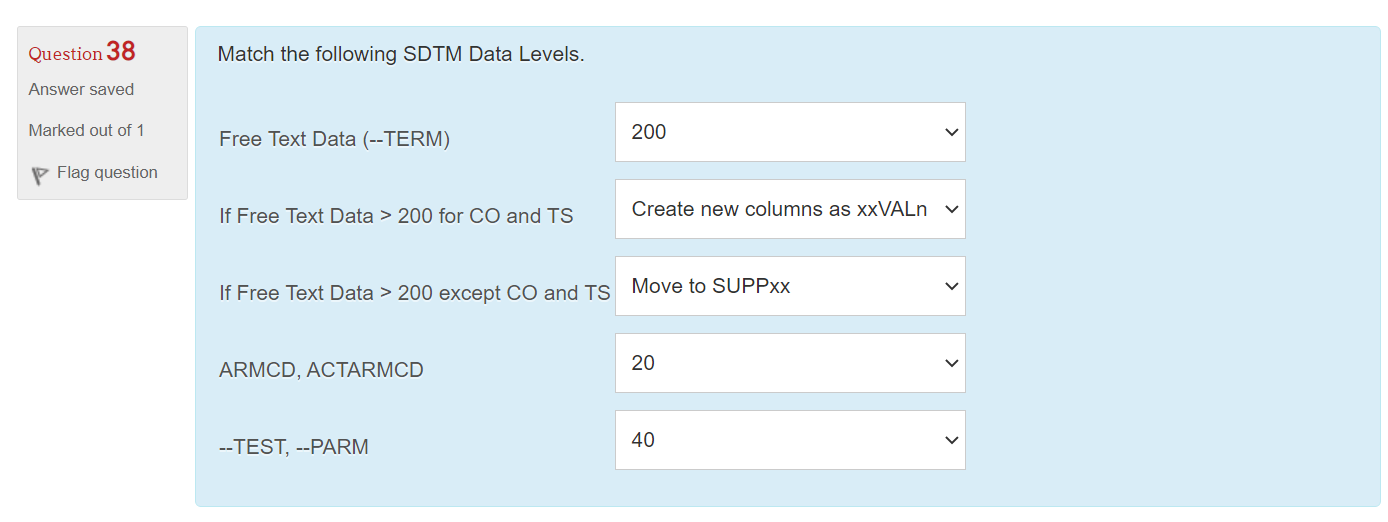 Question 38
Answer saved
Marked out of 1
Flag question
Match the following SDTM Data Levels.
Free Text Data (--TERM)
200
If Free Text Data > 200 for CO and TS
Create new columns as xxVALn
If Free Text Data > 200 except CO and TS
Move to SUPPxx
ARMCD, ACTARMCD
20
--TEST, --PARM
40